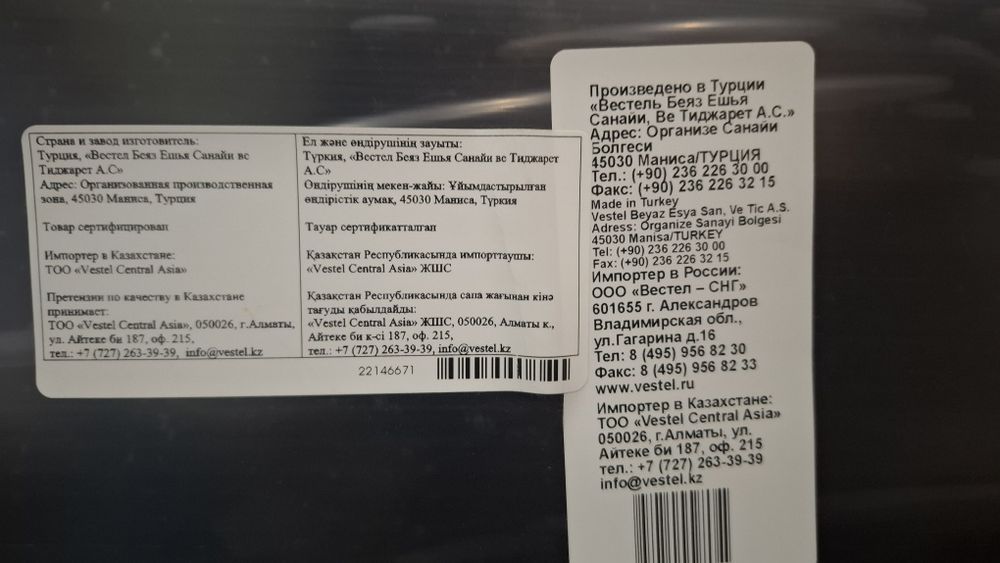 Страна и завод изготовитель:
Турция, «Вестел Беяз Ешья Санайи ве
Тиджарет А.С»
Адрес: Организованная производственная
зона, 45030 Маниса, Турция
Товар сертифицирован
Импортер в Казахстане:
ТОО «Vestel Central Asia»
Претензии по качеству в Казахстане
принимает:
ТОО «Vestel Central Asia», 050026, г.Алматы,
ул. Айтеке би 187, оф. 215,
тел.: +7 (727) 263-39-39, info@vestel.kz
Ел және өндірушінің зауыты:
Түркия, «Вестел Беяз Ешья Санайи ве Тиджарет
А.С»
Өндірушінің мекен-жайы: Ұйымдастырылған
өндірістік аумақ, 45030 Маниса, Түркия
Тауар сертификатталган
Қазақстан Республикасында импорттаушы:
«Vestel Central Asia» ЖШС
Қазақстан Республикасында сапа жағынан кінә
тағуды қабылдайды:
«Vestel Central Asia» ЖШС, 050026, Алматы к.,
Айтеке би к-сі 187, оф. 215,
тел.: +7 (727) 263-39-39, info@vestel.kz
22146671
Произведено в Турции
«Вестель Беяз Ешья
Санайи, Ве Тиджарет А.С.»
Адрес: Организе Санайи
Болгеси
45030 Маниса/ТУРЦИЯ
Тел.: (+90) 236 226 30 00
Факс: (+90) 236 226 32 15
Made in Turkey
Vestel Beyaz Esya San, Ve Tic A.S.
Adress: Organize Sanayi Bolgesi
45030 Manisa/TURKEY
Tel: (+90) 236 226 30 00
Fax: (+90) 236 226 32 15
Импортер в России:
ООО «Вестел – СНГ»
601655 г. Александров
Владимирская обл.,
ул.Гагарина д.16
Тел: 8 (495) 956 82 30
Факс: 8 (495) 956 82 33
www.vestel.ru
Импортер в Казахстане:
ТОО «Vestel Central Asia»
050026, г.Алматы, ул.
Айтеке би 187, оф. 215
тел.: +7 (727) 263-39-39
info@vestel.kz